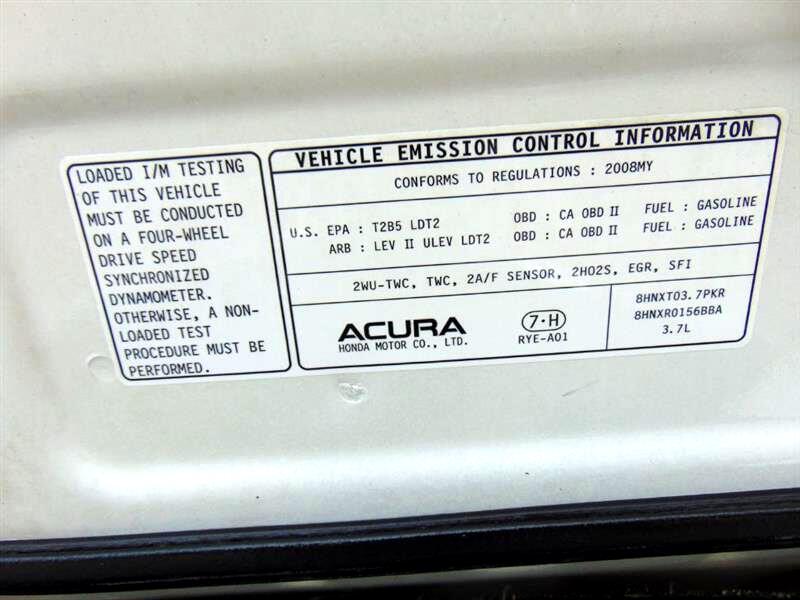 LOADED I/M TESTING
OF THIS VEHICLE
MUST BE CONDUCTED
ON A FOUR-WHEEL
DRIVE SPEED
SYNCHRONIZED
DYNAMOMETER.
OTHERWISE, A NON-
LOADED TEST
PROCEDURE MUST BE
PERFORMED.
VEHICLE EMISSION CONTROL INFORMATION
CONFORMS TO REGULATIONS : 2008MY
U.S. EPA : T2B5 LDT2 OBD : CA OBD II FUEL : GASOLINE
ARB : LEV II ULEV LDT2 OBD : CA OBD II FUEL : GASOLINE
2WU-TWC, TWC, 2A/F SENSOR, 2HO2S, EGR, SFI
ACURA
HONDA MOTOR CO., LTD.
7·H
RYE-A01
8HNXT03.7PKR
8HNXR0156BBA
3.7L